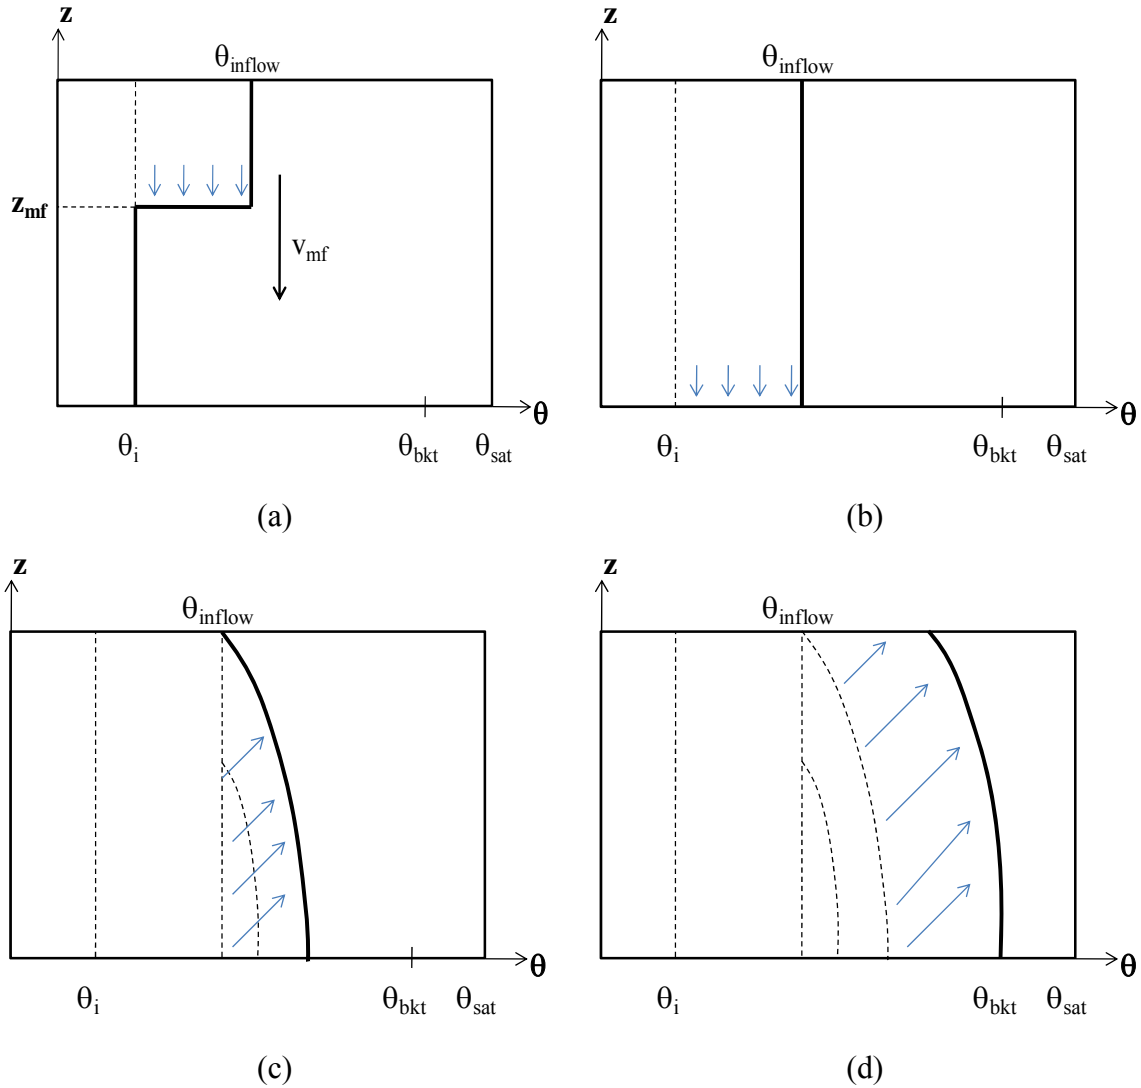 z
θinflow
zmf
vmf
θ
θi
θbkt
θsat
(a)
z
θinflow
θ
θi
θbkt
θsat
(b)
z
θinflow
θ
θi
θbkt
θsat
(c)
z
θinflow
θ
θi
θbkt
θsat
(d)